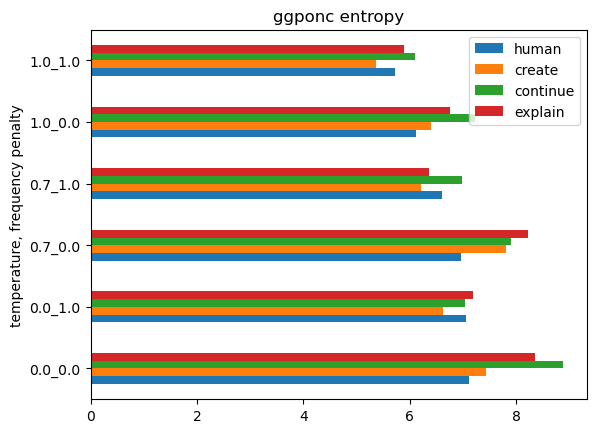 ggponc entropy
human
create
continue
explain
temperature, frequency penalty
1.0_1.0
1.0_0.0
0.7_1.0
0.7_0.0
0.0_1.0
0.0_0.0
0 2 4 6 8